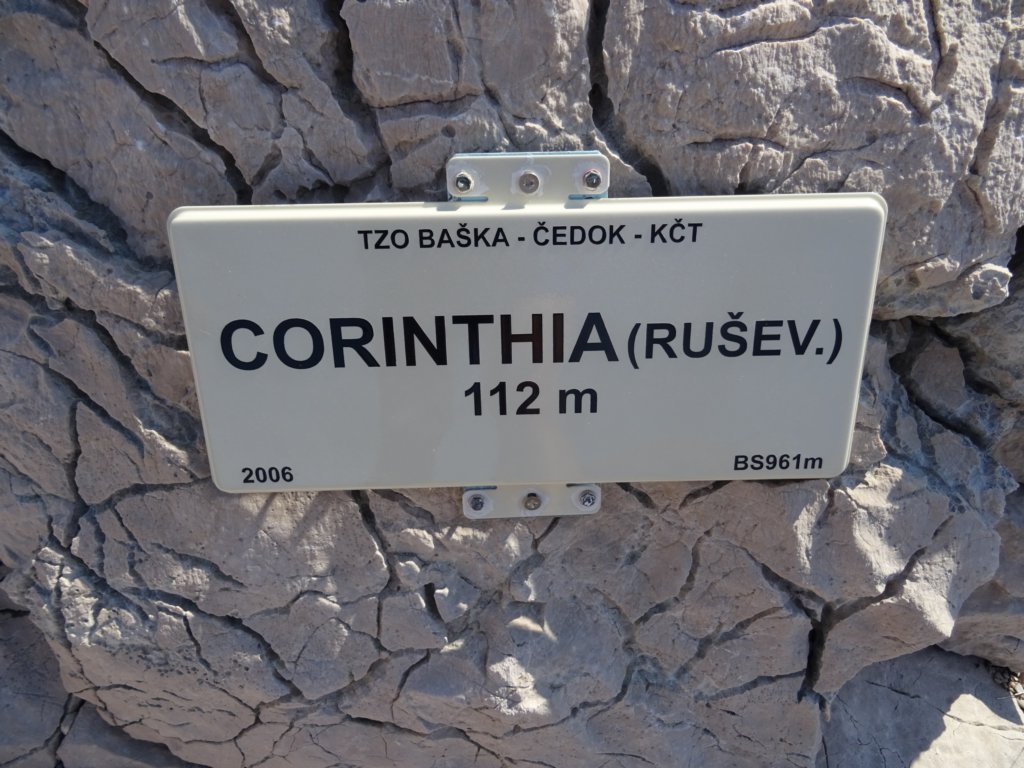 TZO BAŠKA - ČEDOK - KČT
CORINTHIA (RUŠEV.)
112 m
2006 BS961m